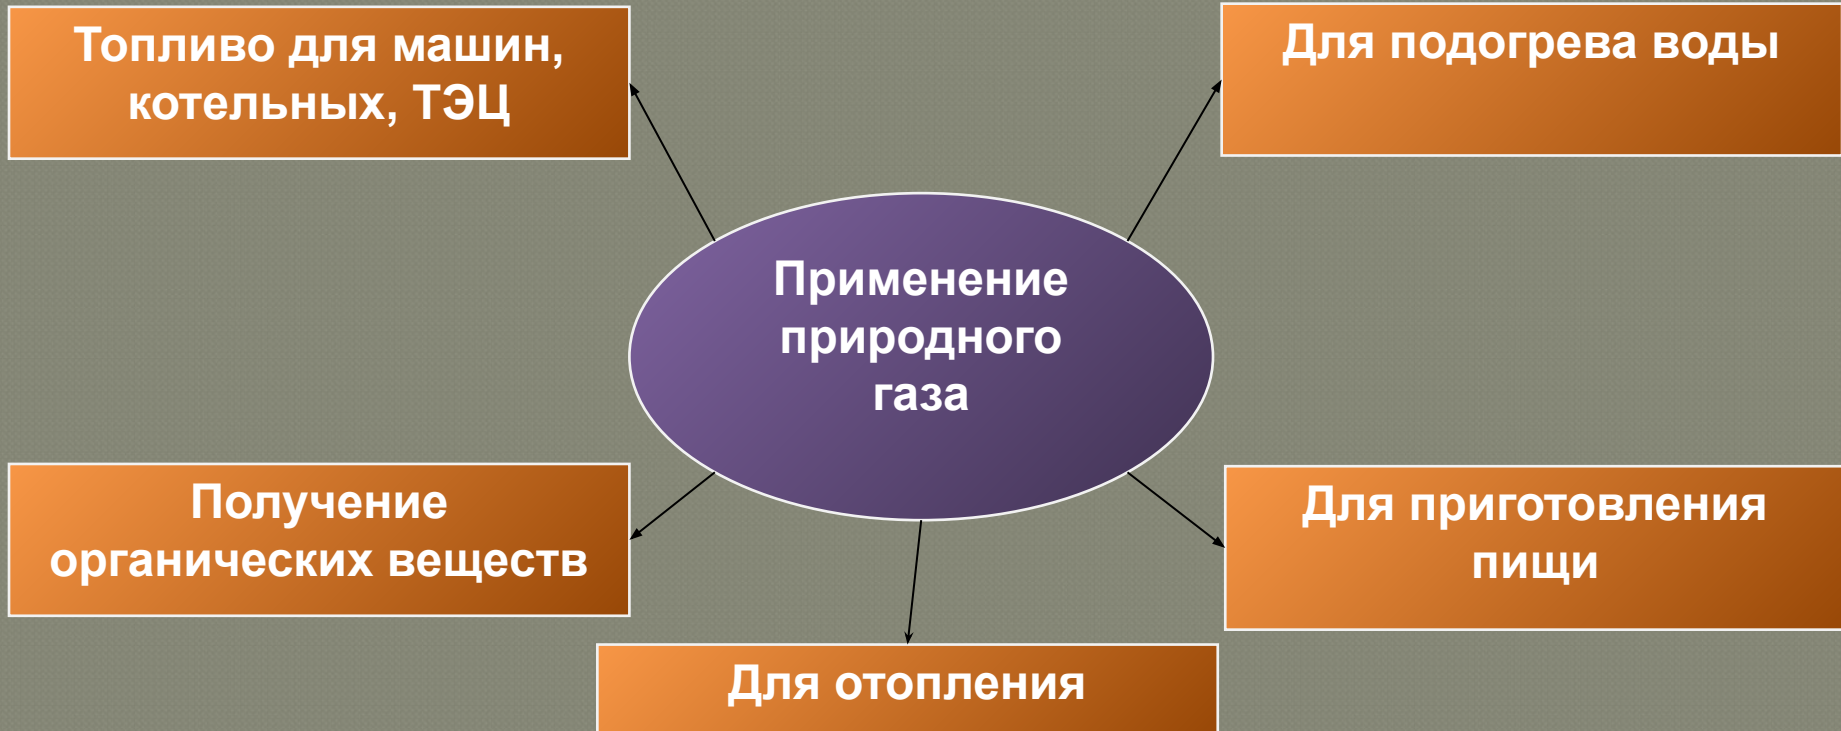 Топливо для машин,
котельных, ТЭЦ
Для подогрева воды
Применение
природного
газа
Получение
органических веществ
Для приготовления
пищи
Для отопления